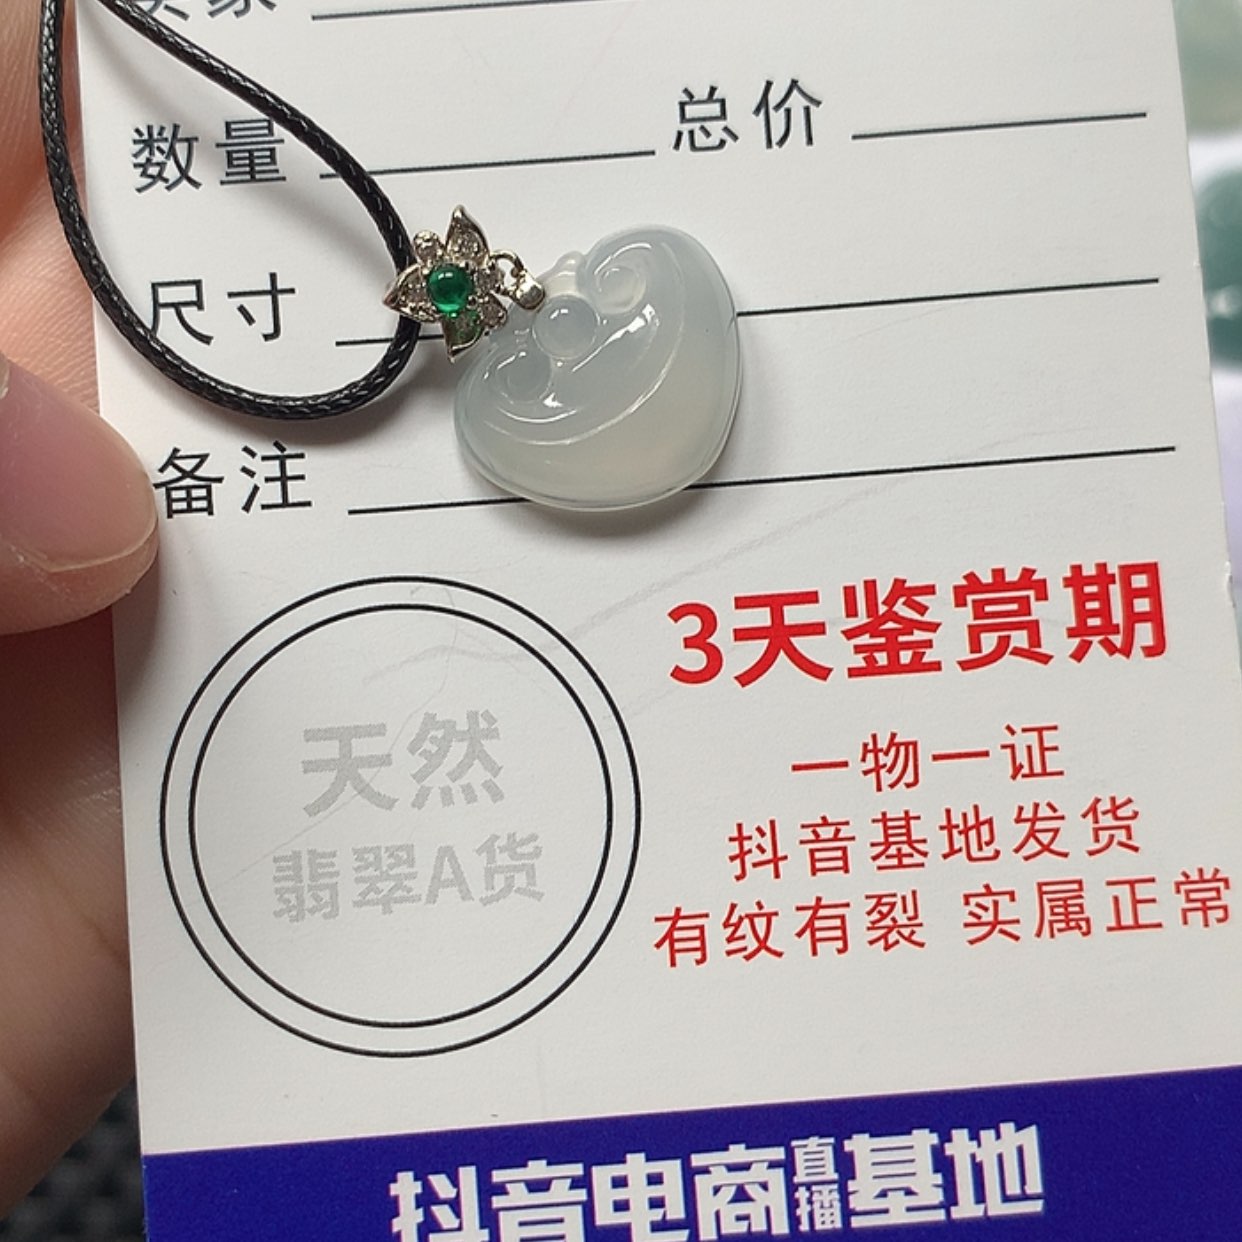 数量 总价
尺寸
备注
3天鉴赏期
一物一证
抖音基地发货
有纹有裂 实属正常
天然
翡翠A货
抖音电商直播基地